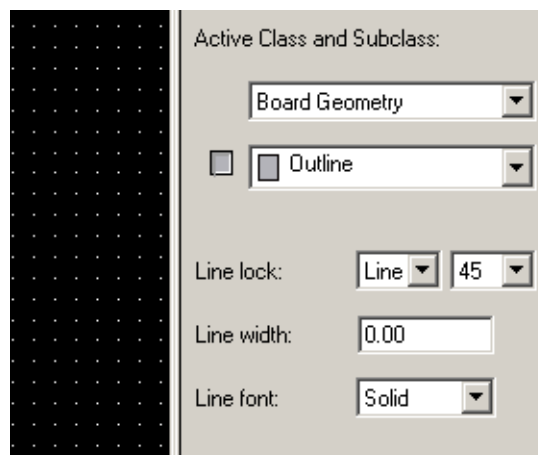 Active Class and Subclass:
Board Geometry
Outline
Line lock: Line 45
Line width: 0.00
Line font: Solid